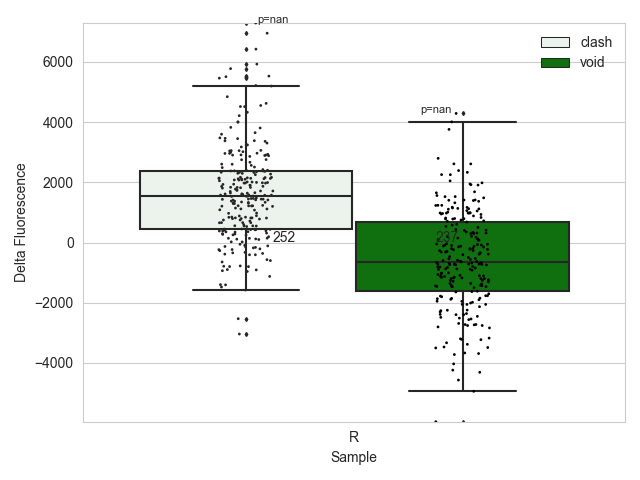 p=nan
clash
void
6000
4000
2000
0
−2000
−4000
p=nan
252
Delta Fluorescence
R
Sample